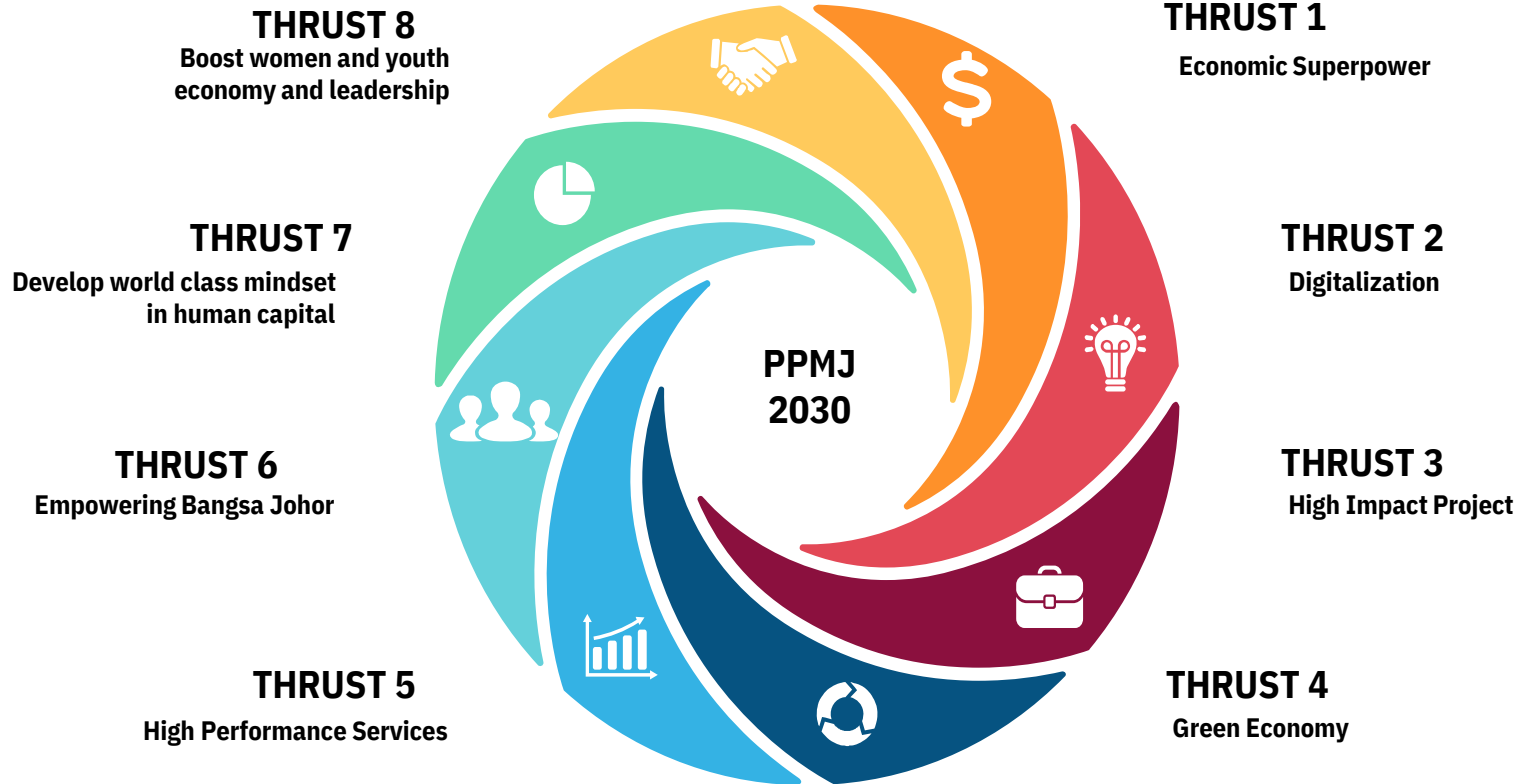 THRUST 8
Boost women and youth
economy and leadership
THRUST 1
Economic Superpower
THRUST 7
Develop world class mindset
in human capital
THRUST 2
Digitalization
PPMJ
2030
THRUST 6
Empowering Bangsa Johor
THRUST 3
High Impact Project
THRUST 5
High Performance Services
THRUST 4
Green Economy